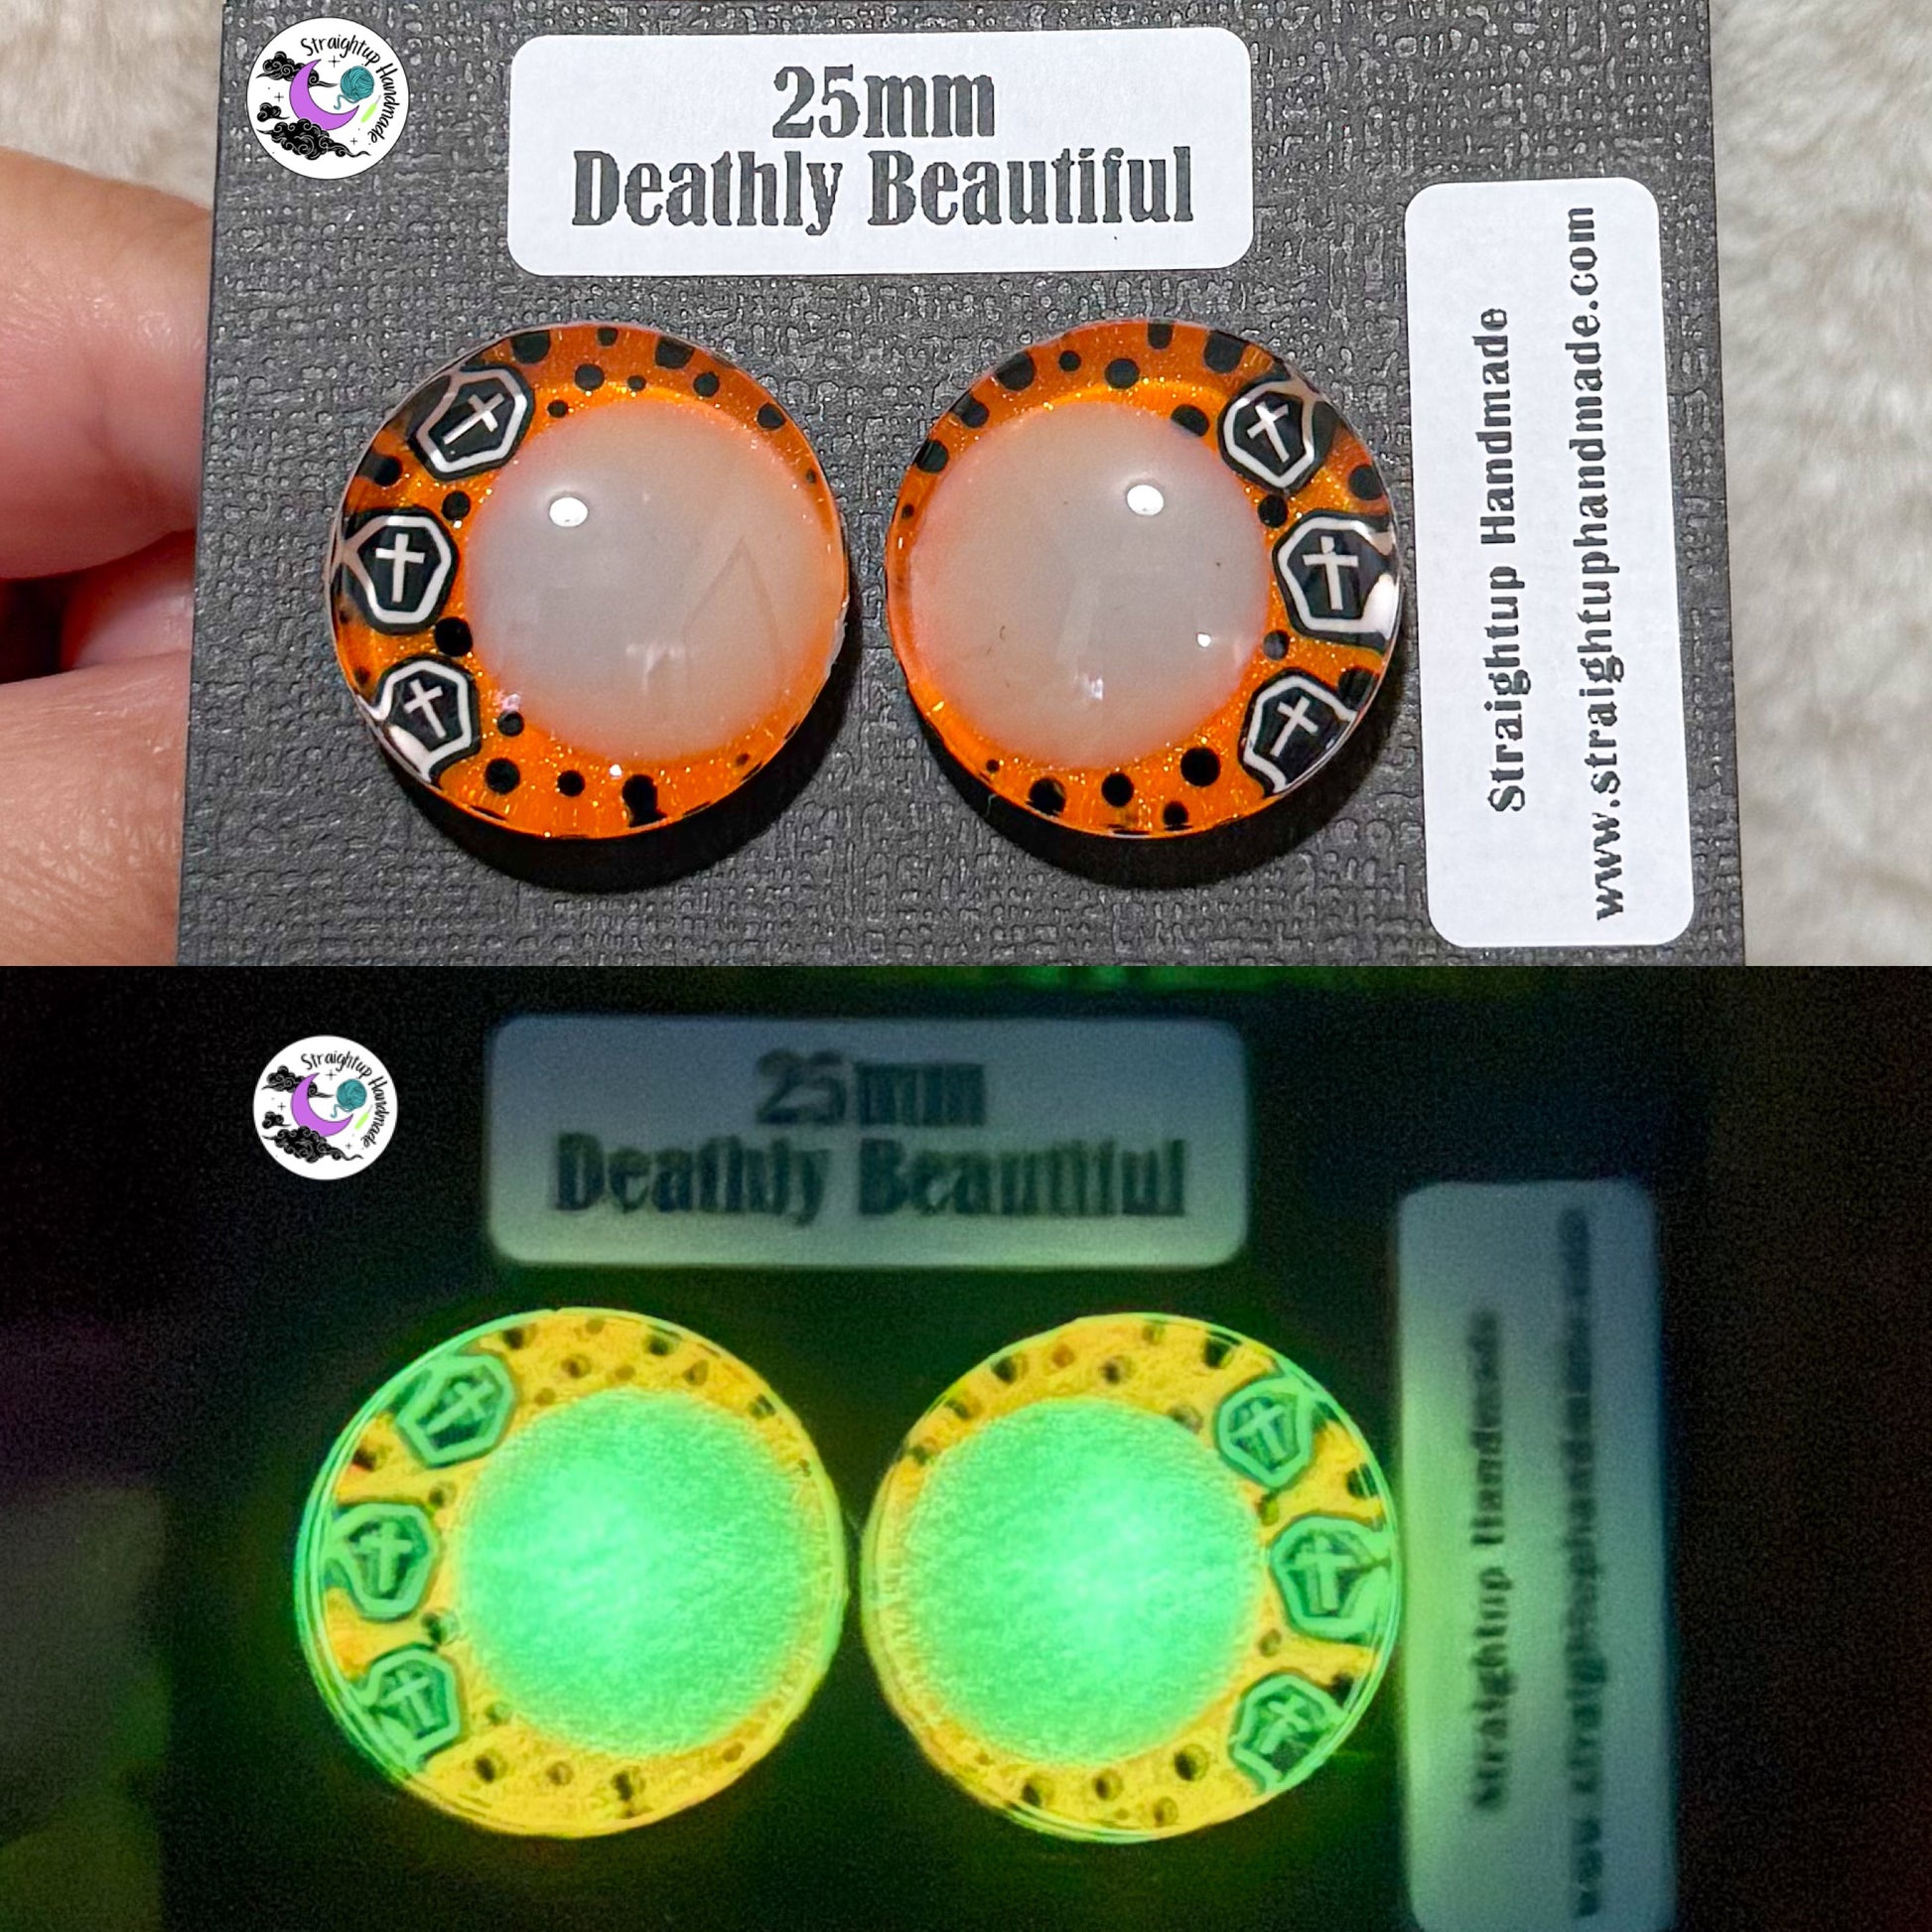 Straightup Handmade
25mm
Deathly Beautiful
Straightup Handmade
www.straightuphandmade.com
Straightup Handmade
25mm
Deathly Beautiful
Straightup Handmade